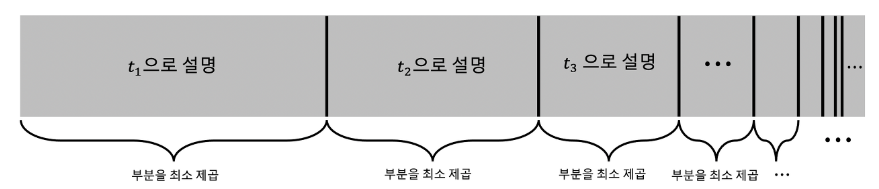 t₁으로 설명
t₂으로 설명
t₃ 으로 설명
...
...
부분을 최소 제곱
부분을 최소 제곱
부분을 최소 제곱
부분을 최소 제곱
...
...